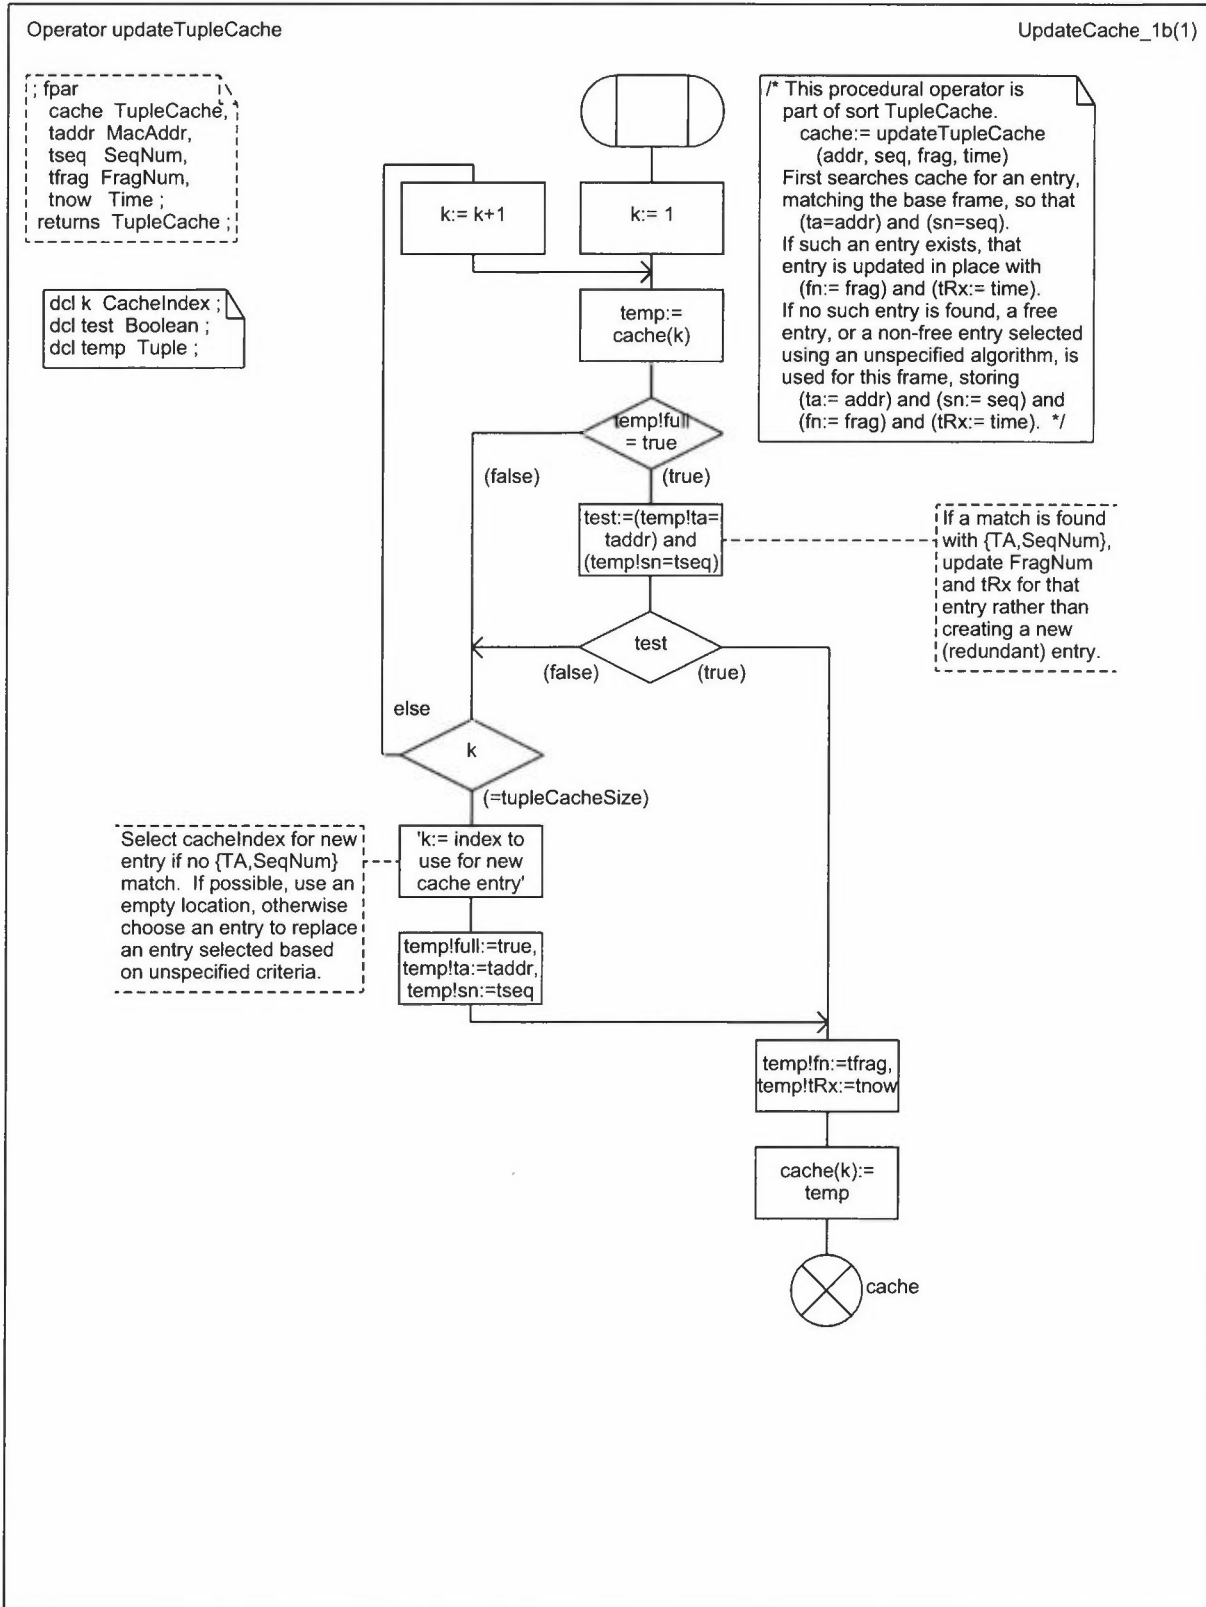 Operator updateTupleCache
UpdateCache_1b(1)
; fpar
cache TupleCache,
taddr MacAddr,
tseq SeqNum,
tfrag FragNum,
tnow Time ;
returns TupleCache ;
dcl k CacheIndex ;
dcl test Boolean ;
dcl temp Tuple ;
/* This procedural operator is
part of sort TupleCache.
cache:= updateTupleCache
(addr, seq, frag, time)
First searches cache for an entry,
matching the base frame, so that
(ta=addr) and (sn=seq).
If such an entry exists, that
entry is updated in place with
(fn:= frag) and (tRx:= time).
If no such entry is found, a free
entry, or a non-free entry selected
using an unspecified algorithm, is
used for this frame, storing
(ta:= addr) and (sn:= seq) and
(fn:= frag) and (tRx:= time). */
k:= k+1
k:= 1
temp:=
cache(k)
temp!full
= true
(false)
(true)
test:=(temp!ta=
taddr) and
(temp!sn=tseq)
If a match is found
with {TA,SeqNum},
update FragNum
and tRx for that
entry rather than
creating a new
(redundant) entry.
test
(false)
(true)
else
k
(=tupleCacheSize)
Select cacheIndex for new
entry if no {TA,SeqNum}
match. If possible, use an
empty location, otherwise
choose an entry to replace
an entry selected based
on unspecified criteria.
'k:= index to
use for new
cache entry'
temp!full:=true,
temp!ta:=taddr,
temp!sn:=tseq
temp!fn:=tfrag,
temp!tRx:=tnow
cache(k):=
temp
cache